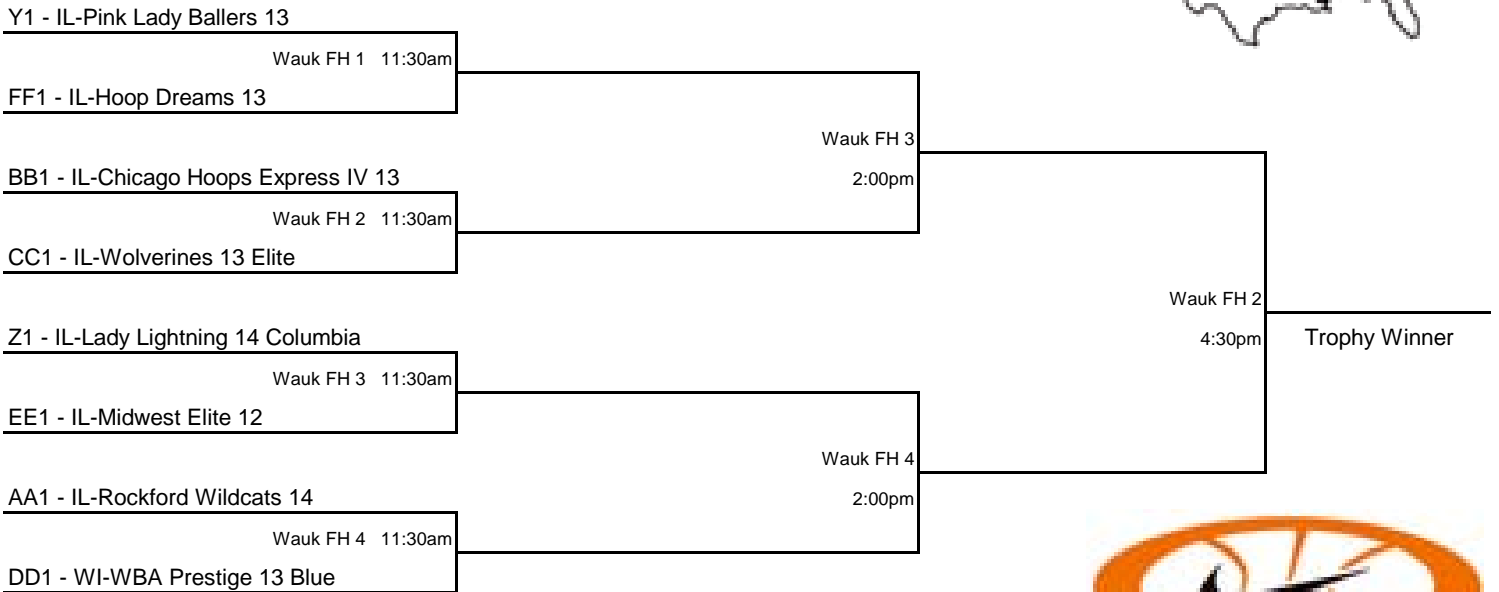 Y1 - IL-Pink Lady Ballers 13
Wauk FH 1 11:30am
FF1 - IL-Hoop Dreams 13
Wauk FH 3
BB1 - IL-Chicago Hoops Express IV 13
2:00pm
Wauk FH 2 11:30am
CC1 - IL-Wolverines 13 Elite
Wauk FH 2
Z1 - IL-Lady Lightning 14 Columbia
4:30pm
Trophy Winner
Wauk FH 3 11:30am
EE1 - IL-Midwest Elite 12
Wauk FH 4
AA1 - IL-Rockford Wildcats 14
2:00pm
Wauk FH 4 11:30am
DD1 - WI-WBA Prestige 13 Blue